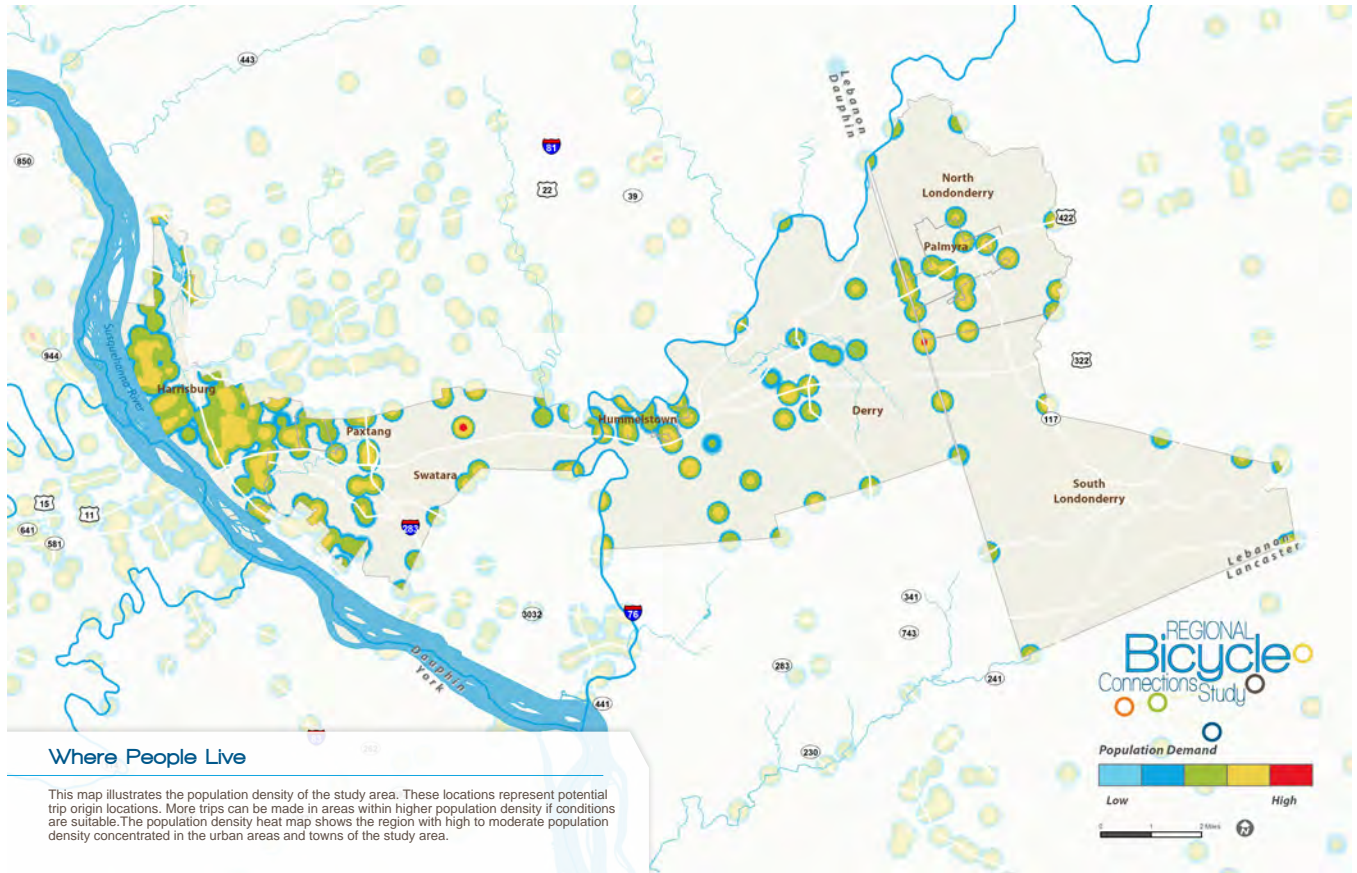 443
Lebanon
Dauphin
850
81
22
39
North
Londonderry
422
Palmyra
Susquehanna River
944
Harrisburg
322
Paxtang
Hummelstown
Derry
117
Swatara
South
Londonderry
15
11
283
641
581
Lebanon
Lancaster
3032
76
341
743
Dauphin
York
283
241
441
230
262
REGIONAL
Bicycle
Connections Study
Population Demand
Low High
0 1 2 Miles
N
Where People Live
This map illustrates the population density of the study area. These locations represent potential
trip origin locations. More trips can be made in areas within higher population density if conditions
are suitable.The population density heat map shows the region with high to moderate population
density concentrated in the urban areas and towns of the study area.